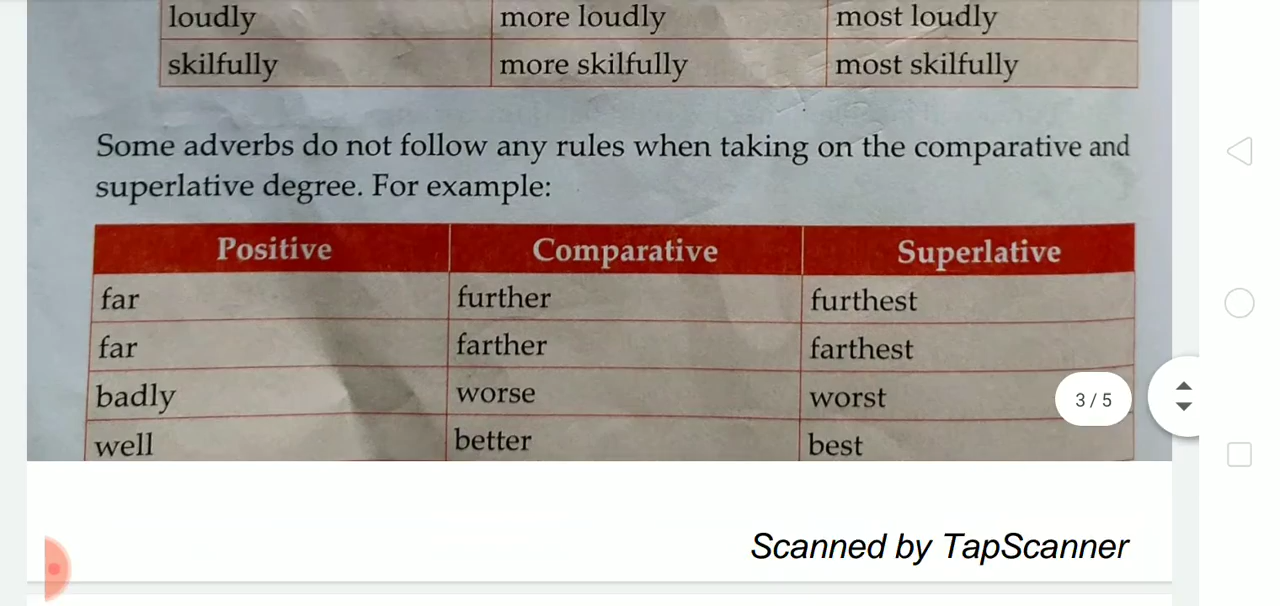 loudly more loudly most loudly
skilfully more skilfully most skilfully
Some adverbs do not follow any rules when taking on the comparative and
superlative degree. For example:
Positive Comparative Superlative
far further furthest
far farther farthest
badly worse worst
3 / 5
well better best
Scanned by TapScanner